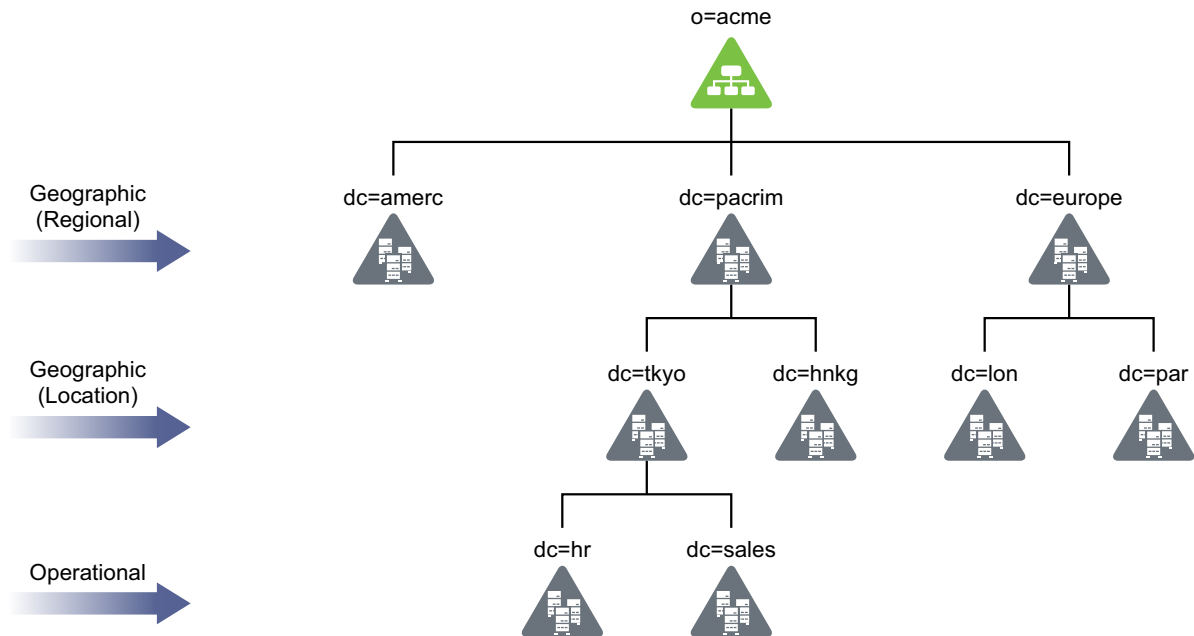 o=acme
Geographic
(Regional)
dc=amerc
dc=pacrim
dc=europe
Geographic
(Location)
dc=tkyo
dc=hnkg
dc=lon
dc=par
Operational
dc=hr
dc=sales